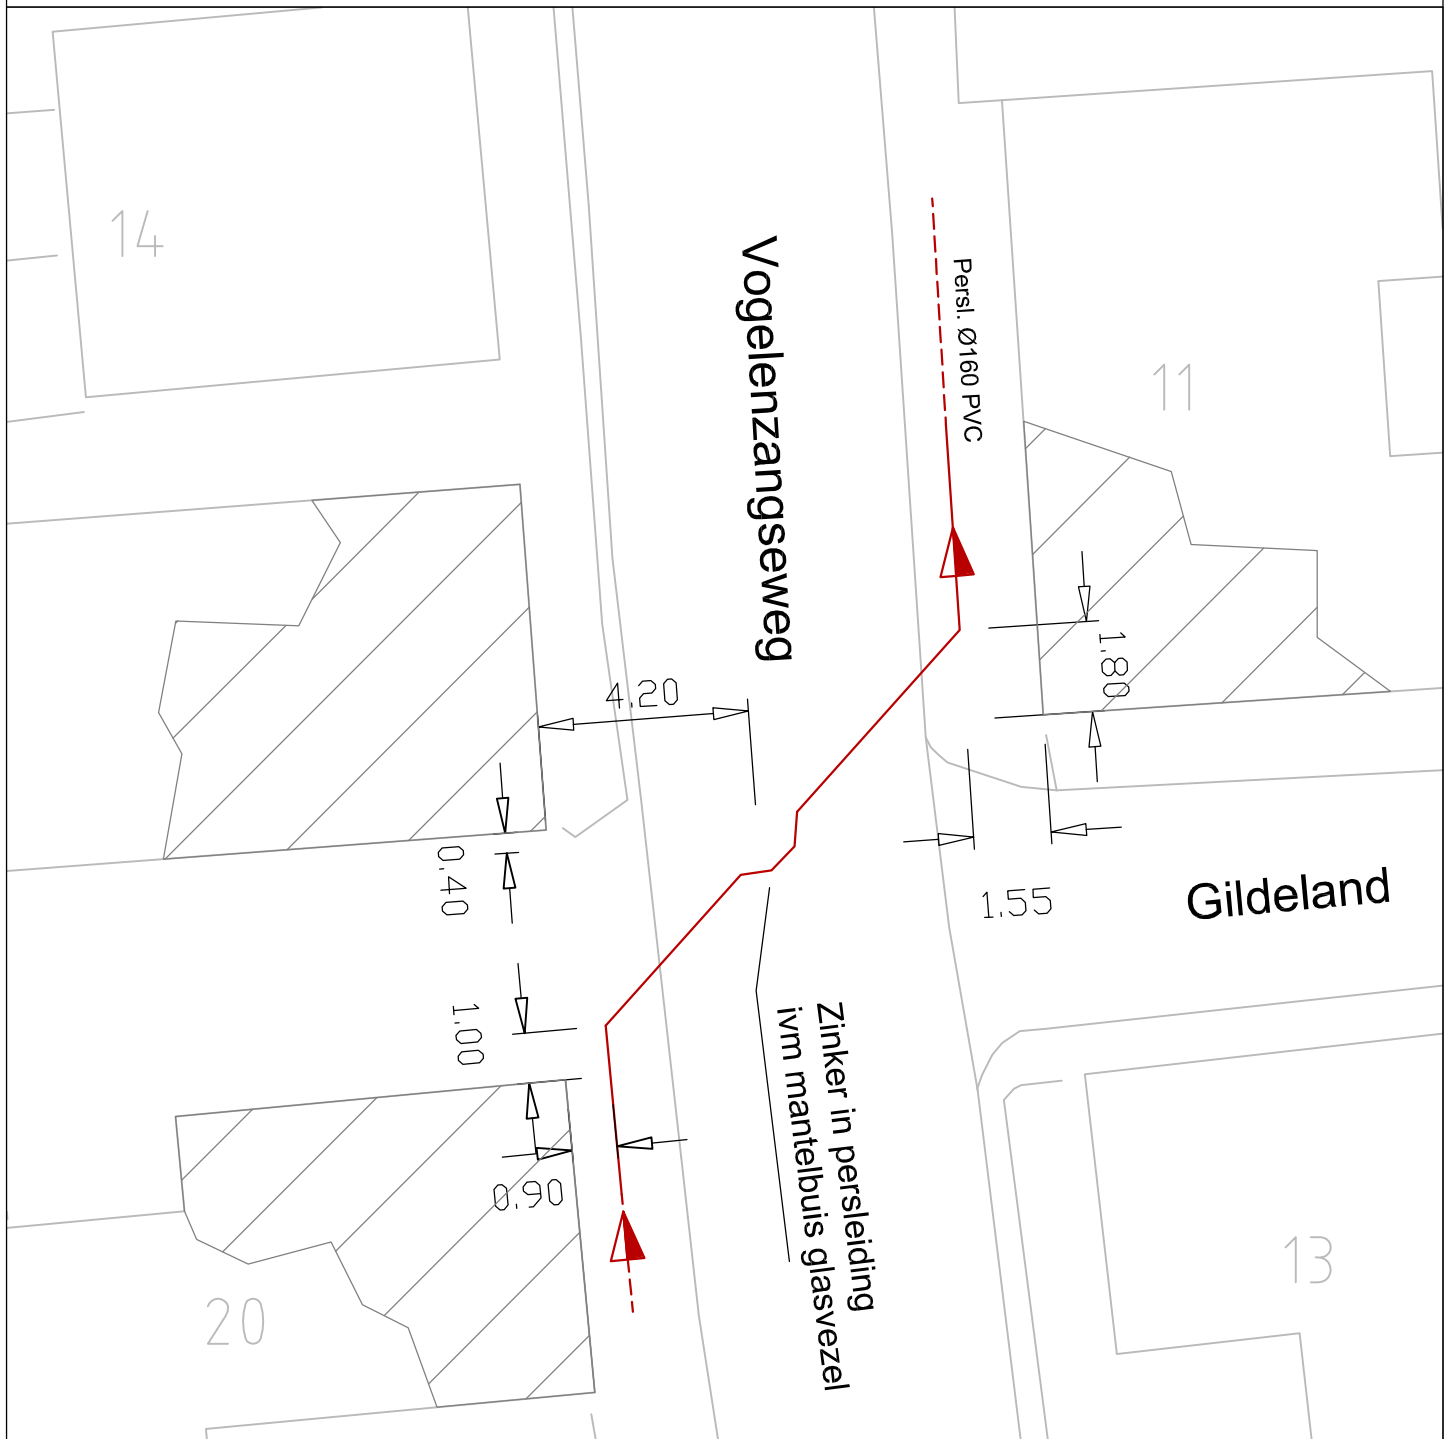 14
Vogelenzangseweg
Persl. Ø160 PVC
11
1.80
4.20
0.40
1.55
Gildeland
1.00
Zinker in persleiding
ivm mantelbuis glasvezel
0.90
20
13